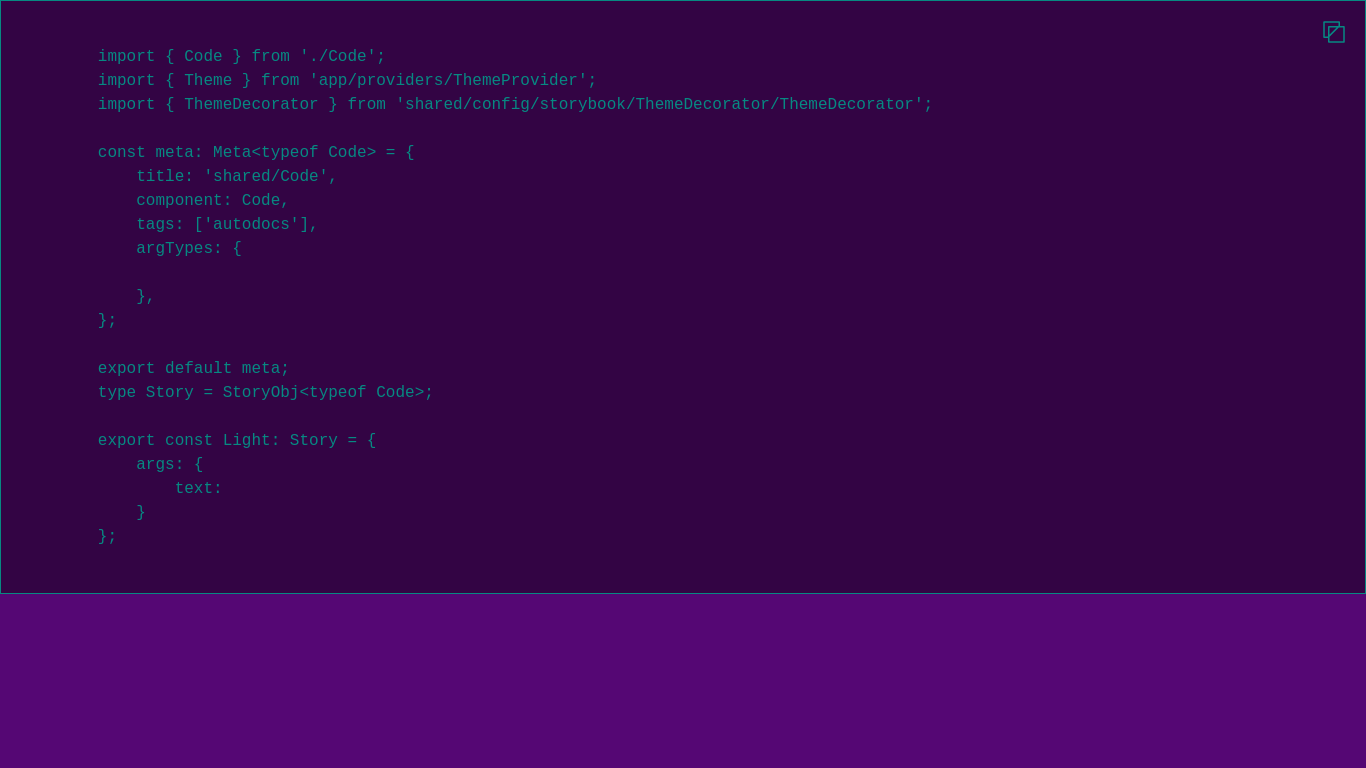 import { Code } from './Code';
import { Theme } from 'app/providers/ThemeProvider';
import { ThemeDecorator } from 'shared/config/storybook/ThemeDecorator/ThemeDecorator';
const meta: Meta<typeof Code> = {
    title: 'shared/Code',
    component: Code,
    tags: ['autodocs'],
    argTypes: {
    },
};
export default meta;
type Story = StoryObj<typeof Code>;
export const Light: Story = {
    args: {
        text:
    }
};